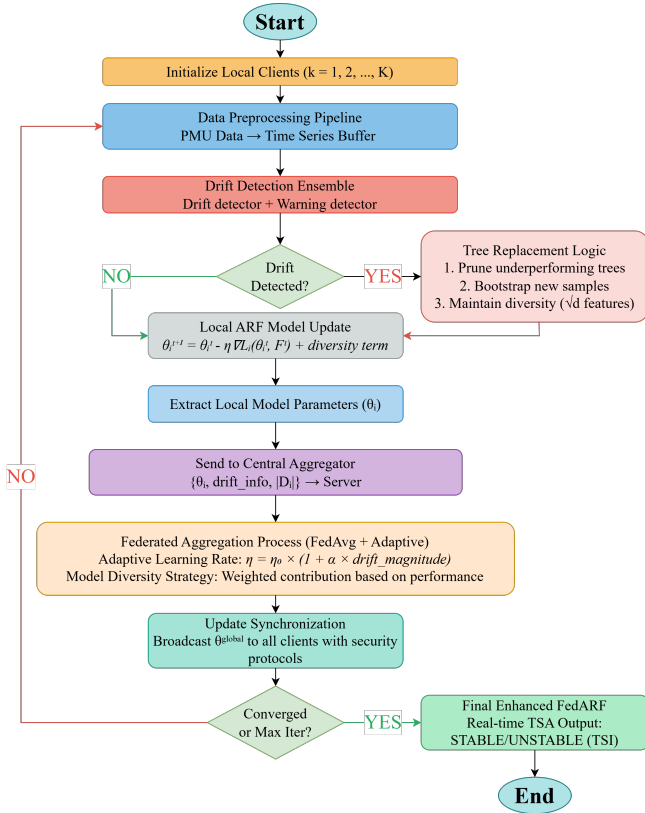 Start
Initialize Local Clients (k = 1, 2, ..., K)
Data Preprocessing Pipeline
PMU Data → Time Series Buffer
Drift Detection Ensemble
Drift detector + Warning detector
Drift
Detected?
NO
YES
Tree Replacement Logic
1. Prune underperforming trees
2. Bootstrap new samples
3. Maintain diversity (√d features)
Local ARF Model Update
θᵢᵗ⁺¹ = θᵢᵗ - η ∇Lᵢ(θᵢᵗ, Fᵗ) + diversity term
Extract Local Model Parameters (θᵢ)
Send to Central Aggregator
{θᵢ, drift_info, |Dᵢ|} → Server
NO
Federated Aggregation Process (FedAvg + Adaptive)
Adaptive Learning Rate: η = η₀ × (1 + α × drift_magnitude)
Model Diversity Strategy: Weighted contribution based on performance
Update Synchronization
Broadcast θᵍˡᵒᵇᵃˡ to all clients with security
protocols
Converged
or Max Iter?
YES
Final Enhanced FedARF
Real-time TSA Output:
STABLE/UNSTABLE (TSI)
End